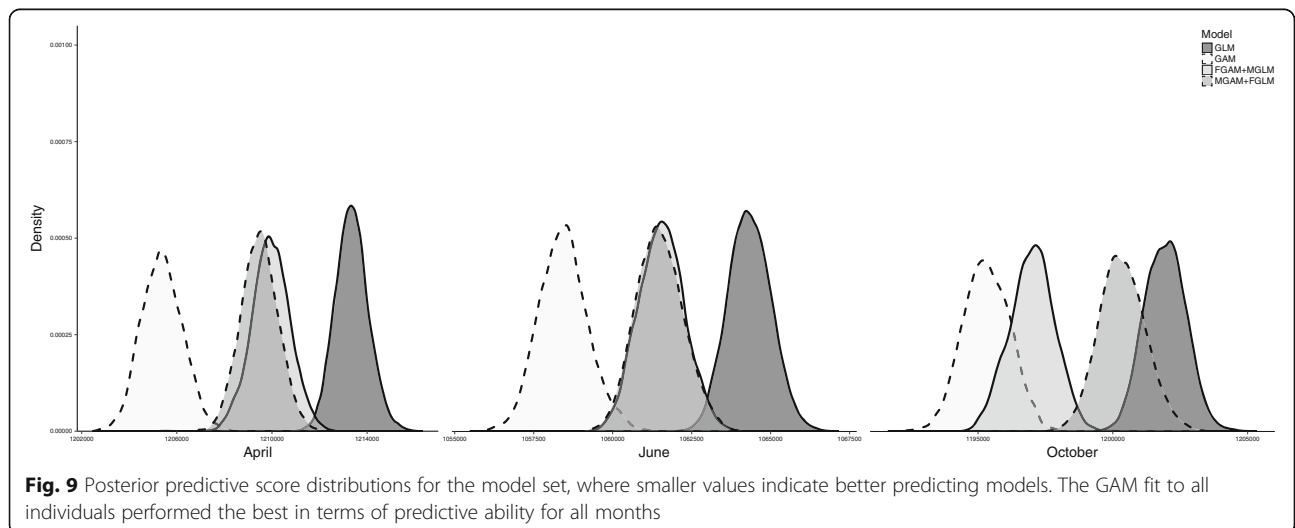 Model
GLM
GAM
FGAM+MGLM
MGAM+FGLM
Density
0.00100
0.00075
0.00050
0.00025
0.00000
1202000 1206000 1210000 1214000
1055000 1057500 1060000 1062500 1065000 1067500
1195000 1200000 1205000
April June October
Fig. 9 Posterior predictive score distributions for the model set, where smaller values indicate better predicting models. The GAM fit to all
individuals performed the best in terms of predictive ability for all months